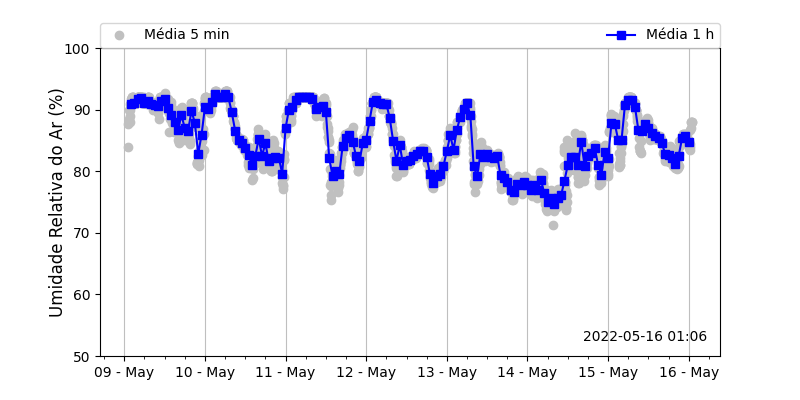 Média 5 min
Média 1 h
Umidade Relativa do Ar (%)
100
90
80
70
60
50
2022-05-16 01:06
09 - May
10 - May
11 - May
12 - May
13 - May
14 - May
15 - May
16 - May